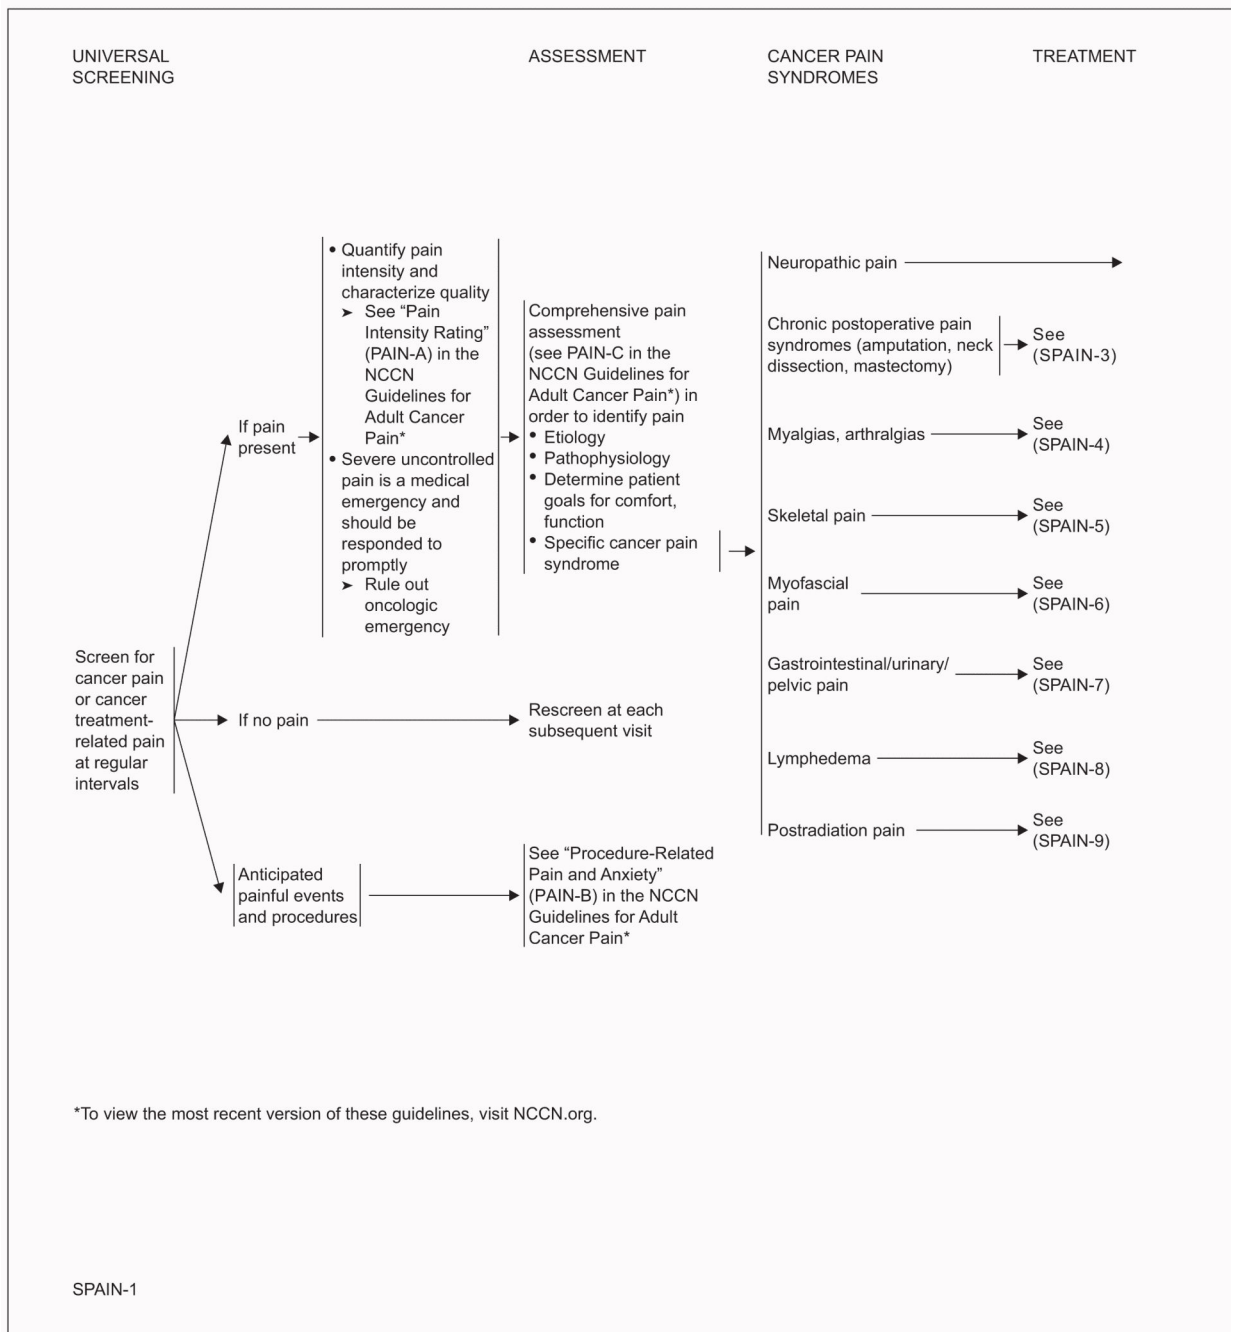 UNIVERSAL
SCREENING
ASSESSMENT
CANCER PAIN
SYNDROMES
TREATMENT
Screen for
cancer pain
or cancer
treatment-
related pain
at regular
intervals
If pain
present
• Quantify pain
intensity and
characterize quality
➤ See “Pain
Intensity Rating”
(PAIN-A) in the
NCCN
Guidelines for
Adult Cancer
Pain*
• Severe uncontrolled
pain is a medical
emergency and
should be
responded to
promptly
➤ Rule out
oncologic
emergency
Comprehensive pain
assessment
(see PAIN-C in the
NCCN Guidelines for
Adult Cancer Pain*) in
order to identify pain
• Etiology
• Pathophysiology
• Determine patient
goals for comfort,
function
• Specific cancer pain
syndrome
If no pain
Rescreen at each
subsequent visit
Anticipated
painful events
and procedures
See “Procedure-Related
Pain and Anxiety”
(PAIN-B) in the NCCN
Guidelines for Adult
Cancer Pain*
Neuropathic pain
Chronic postoperative pain
syndromes (amputation, neck
dissection, mastectomy)
See
(SPAIN-3)
Myalgias, arthralgias
See
(SPAIN-4)
Skeletal pain
See
(SPAIN-5)
Myofascial
pain
See
(SPAIN-6)
Gastrointestinal/urinary/
pelvic pain
See
(SPAIN-7)
Lymphedema
See
(SPAIN-8)
Postradiation pain
See
(SPAIN-9)
*To view the most recent version of these guidelines, visit NCCN.org.
SPAIN-1